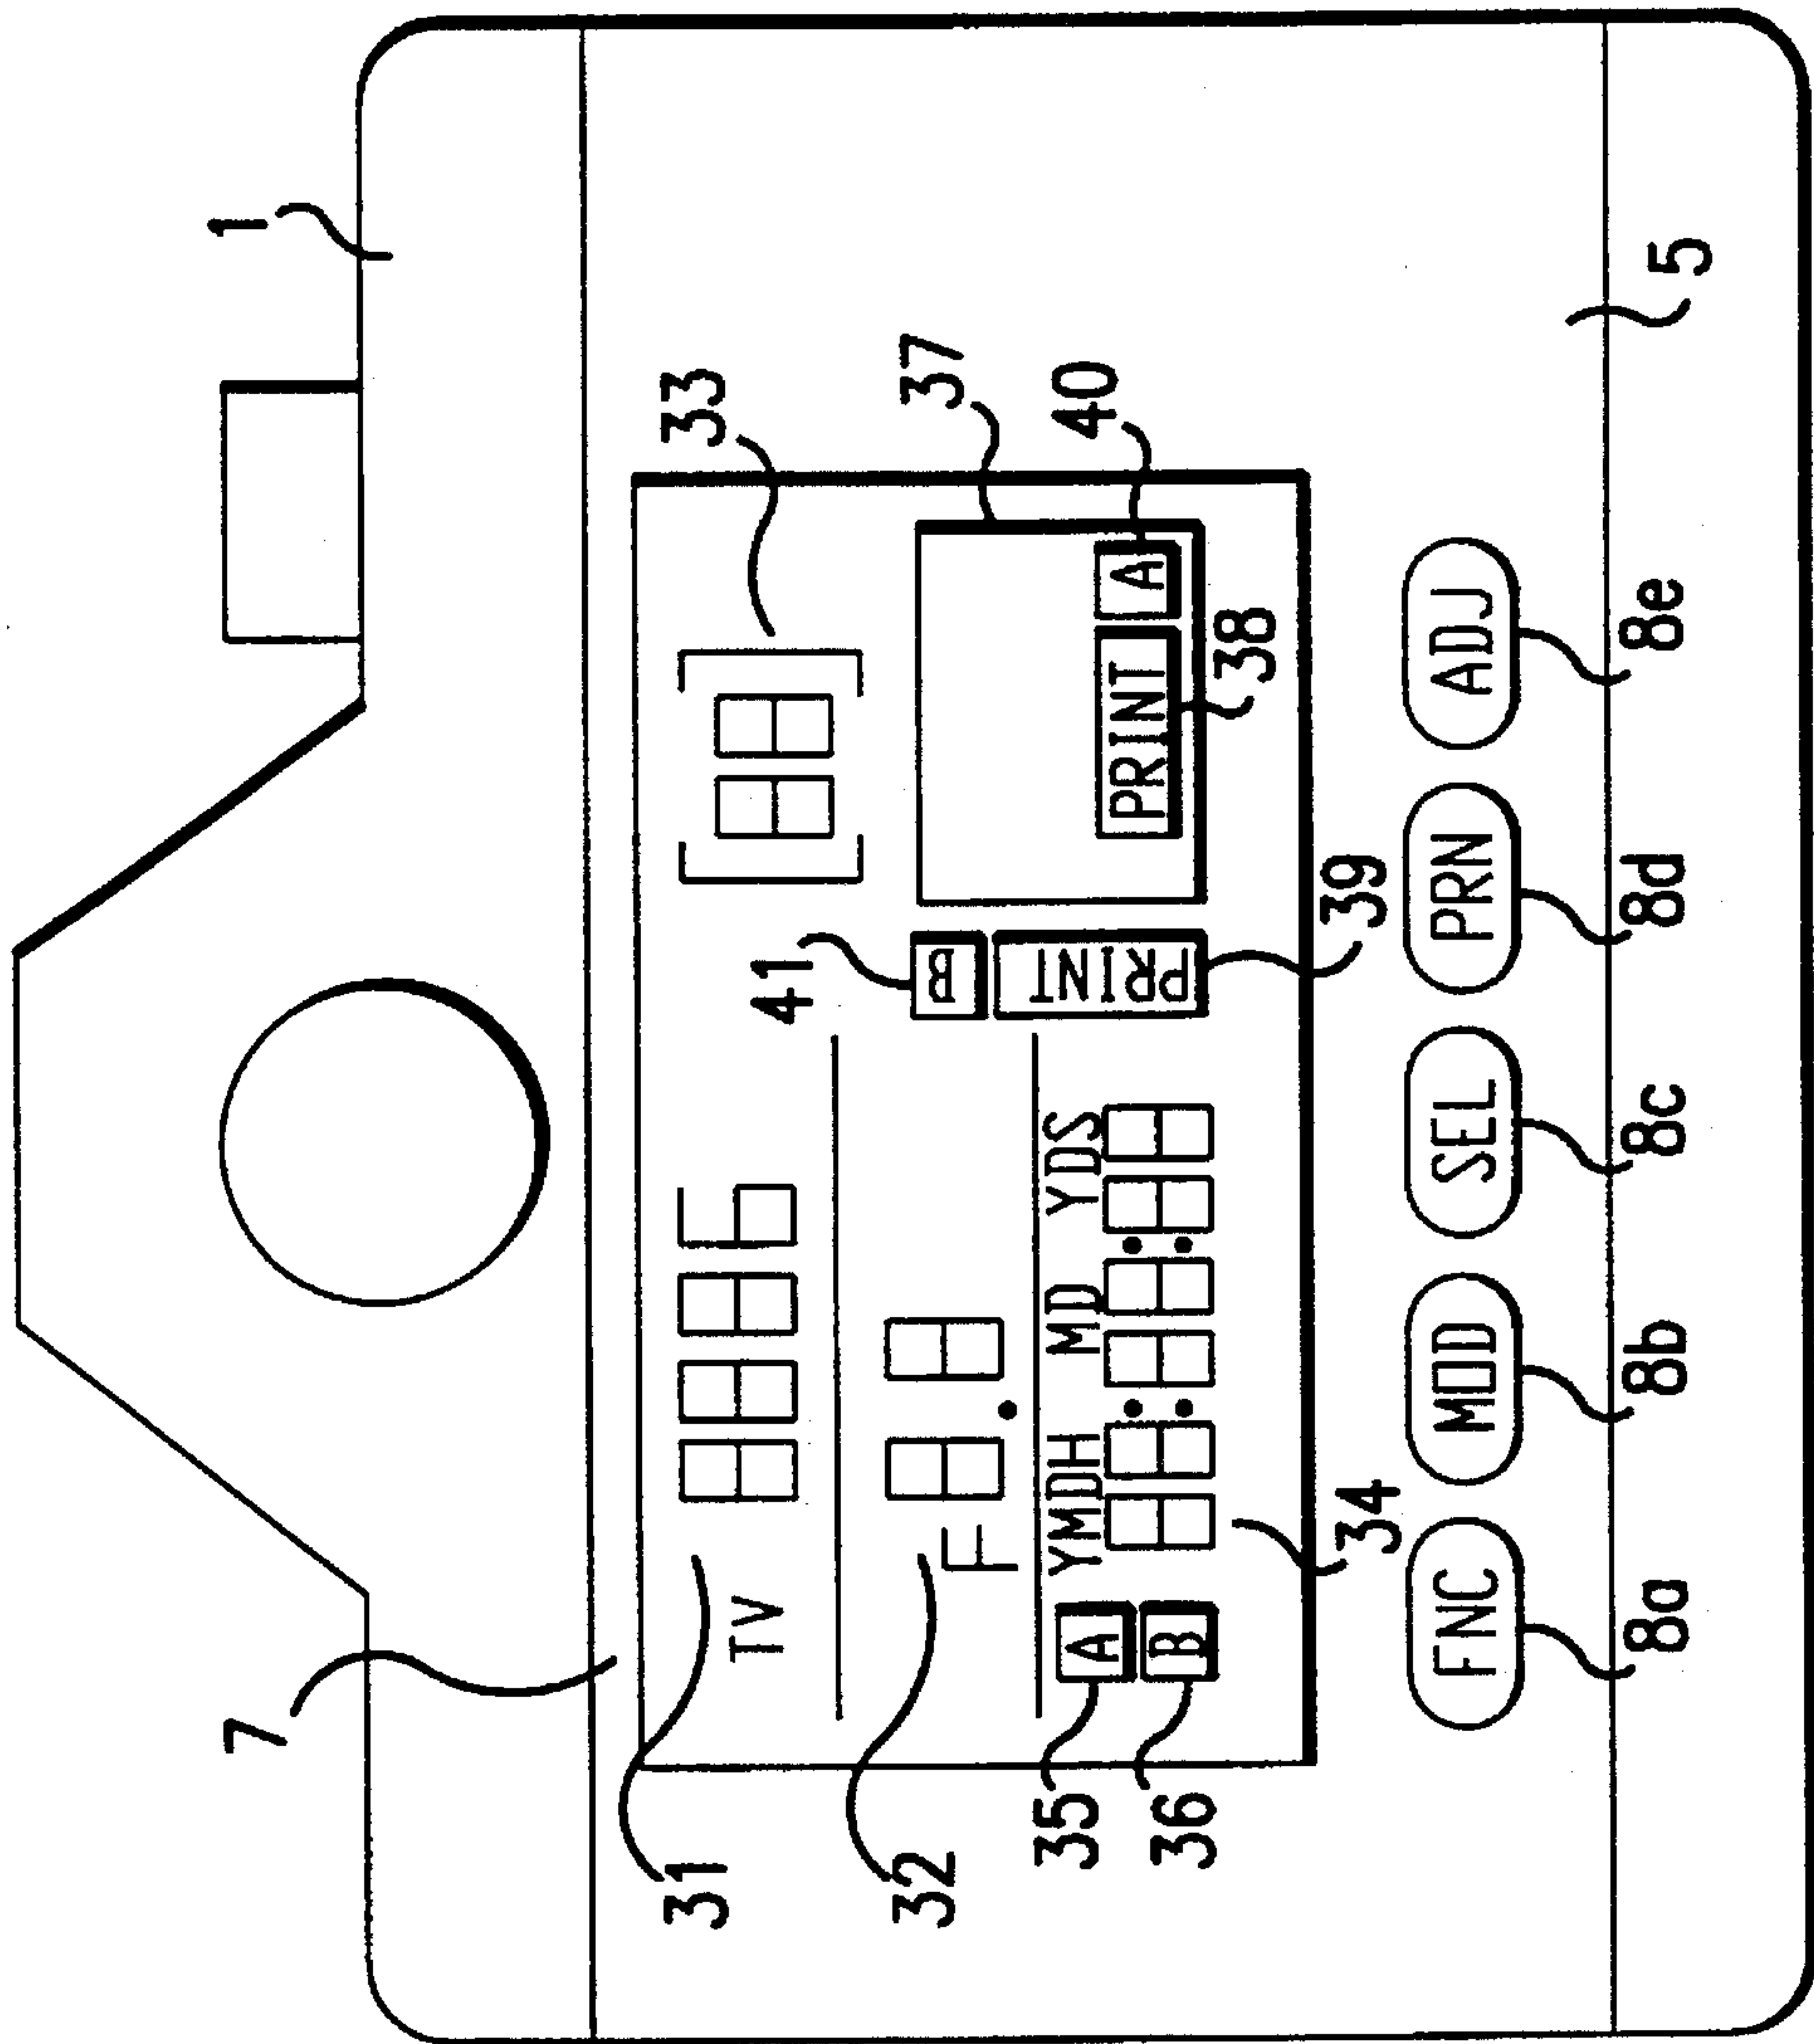 7 1
31 33
TV
41
32 B 37
F.
35 A YMDH MD YDS PRINT 40
36 B PRINT A
38
34 39
FNC MOD SEL PRN ADJ
8a 8b 8c 8d 8e 5